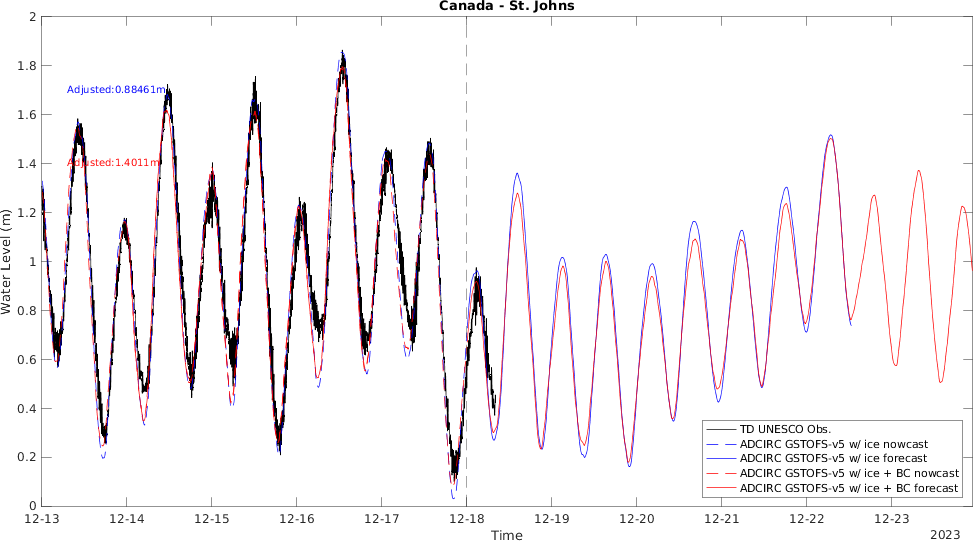 Canada - St. Johns
2
1.8
1.6
1.4
1.2
1
0.8
0.6
0.4
0.2
0
Water Level (m)
Adjusted:0.88461m
Adjusted:1.4011m
TD UNESCO Obs.
ADCIRC GSTOFS-v5 w/ ice nowcast
ADCIRC GSTOFS-v5 w/ ice forecast
ADCIRC GSTOFS-v5 w/ ice + BC nowcast
ADCIRC GSTOFS-v5 w/ ice + BC forecast
12-13 12-14 12-15 12-16 12-17 12-18 12-19 12-20 12-21 12-22 12-23
Time
2023